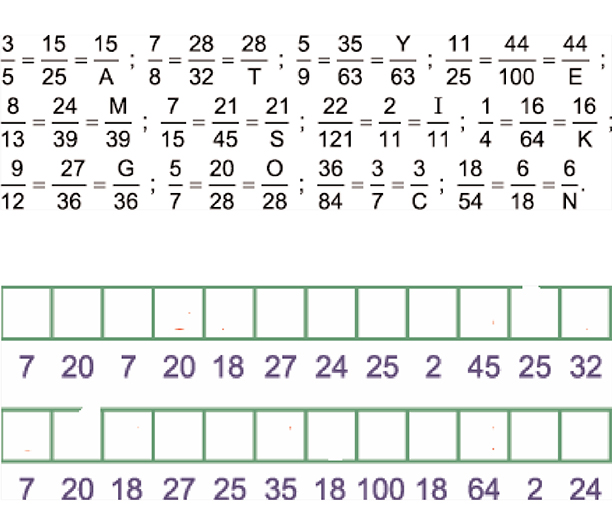 3/5 = 15/25 = 15/A ; 7/8 = 28/32 = 28/T ; 5/9 = 35/63 = Y/63 ; 11/25 = 44/100 = 44/E ;
8/13 = 24/39 = M/39 ; 7/15 = 21/45 = 21/S ; 22/121 = 2/11 = I/11 ; 1/4 = 16/64 = 16/K ;
9/12 = 27/36 = G/36 ; 5/7 = 20/28 = O/28 ; 36/84 = 3/7 = 3/C ; 18/54 = 6/18 = 6/N .
7 20 7 20 18 27 24 25 2 45 25 32
7 20 18 27 25 35 18 100 18 64 2 24